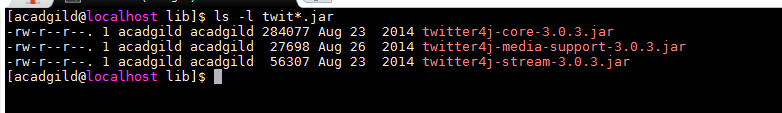 [acadgild@localhost lib]$ ls -l twit*.jar
-rw-r--r--. 1 acadgild acadgild 284077 Aug 23  2014 twitter4j-core-3.0.3.jar
-rw-r--r--. 1 acadgild acadgild  27698 Aug 26  2014 twitter4j-media-support-3.0.3.jar
-rw-r--r--. 1 acadgild acadgild  56307 Aug 23  2014 twitter4j-stream-3.0.3.jar
[acadgild@localhost lib]$